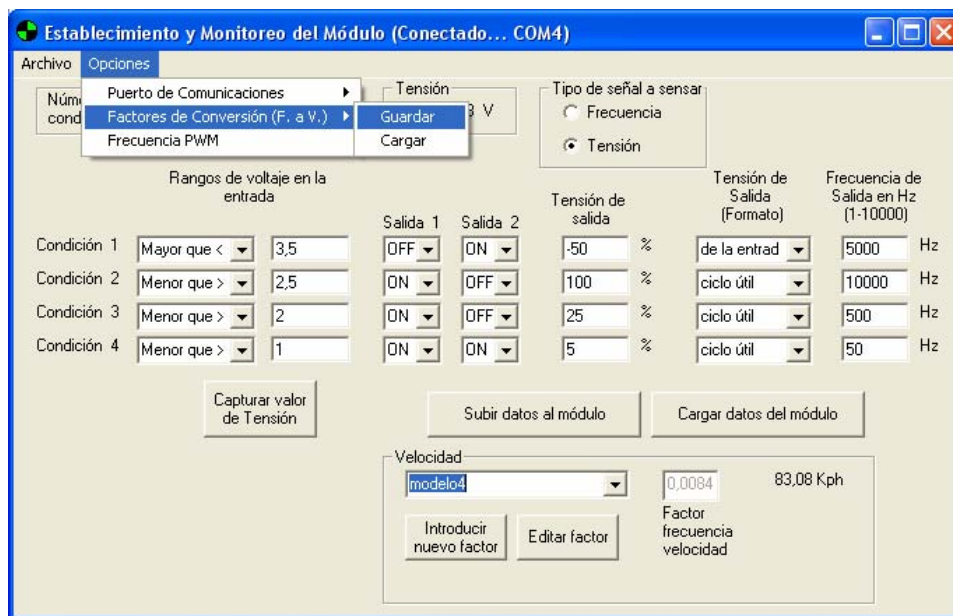 Establecimiento y Monitoreo del Módulo (Conectado... COM4)
Archivo Opciones
Puerto de Comunicaciones
Factores de Conversión (F. a V.)
Frecuencia PWM
Guardar
Cargar
Tensión
V
Tipo de señal a sensar
Frecuencia
Tensión
Rangos de voltaje en la
entrada
Salida 1
Salida 2
Tensión de
salida
Tensión de
Salida
(Formato)
Frecuencia de
Salida en Hz
(1-10000)
Condición 1 Mayor que < 3,5 OFF ON -50 % de la entrad 5000 Hz
Condición 2 Menor que > 2,5 ON OFF 100 % ciclo útil 10000 Hz
Condición 3 Menor que > 2 ON OFF 25 % ciclo útil 500 Hz
Condición 4 Menor que > 1 ON ON 5 % ciclo útil 50 Hz
Capturar valor
de Tensión
Subir datos al módulo
Cargar datos del módulo
Velocidad
modelo4
0,0084
83,08 Kph
Introducir
nuevo factor
Editar factor
Factor
frecuencia
velocidad